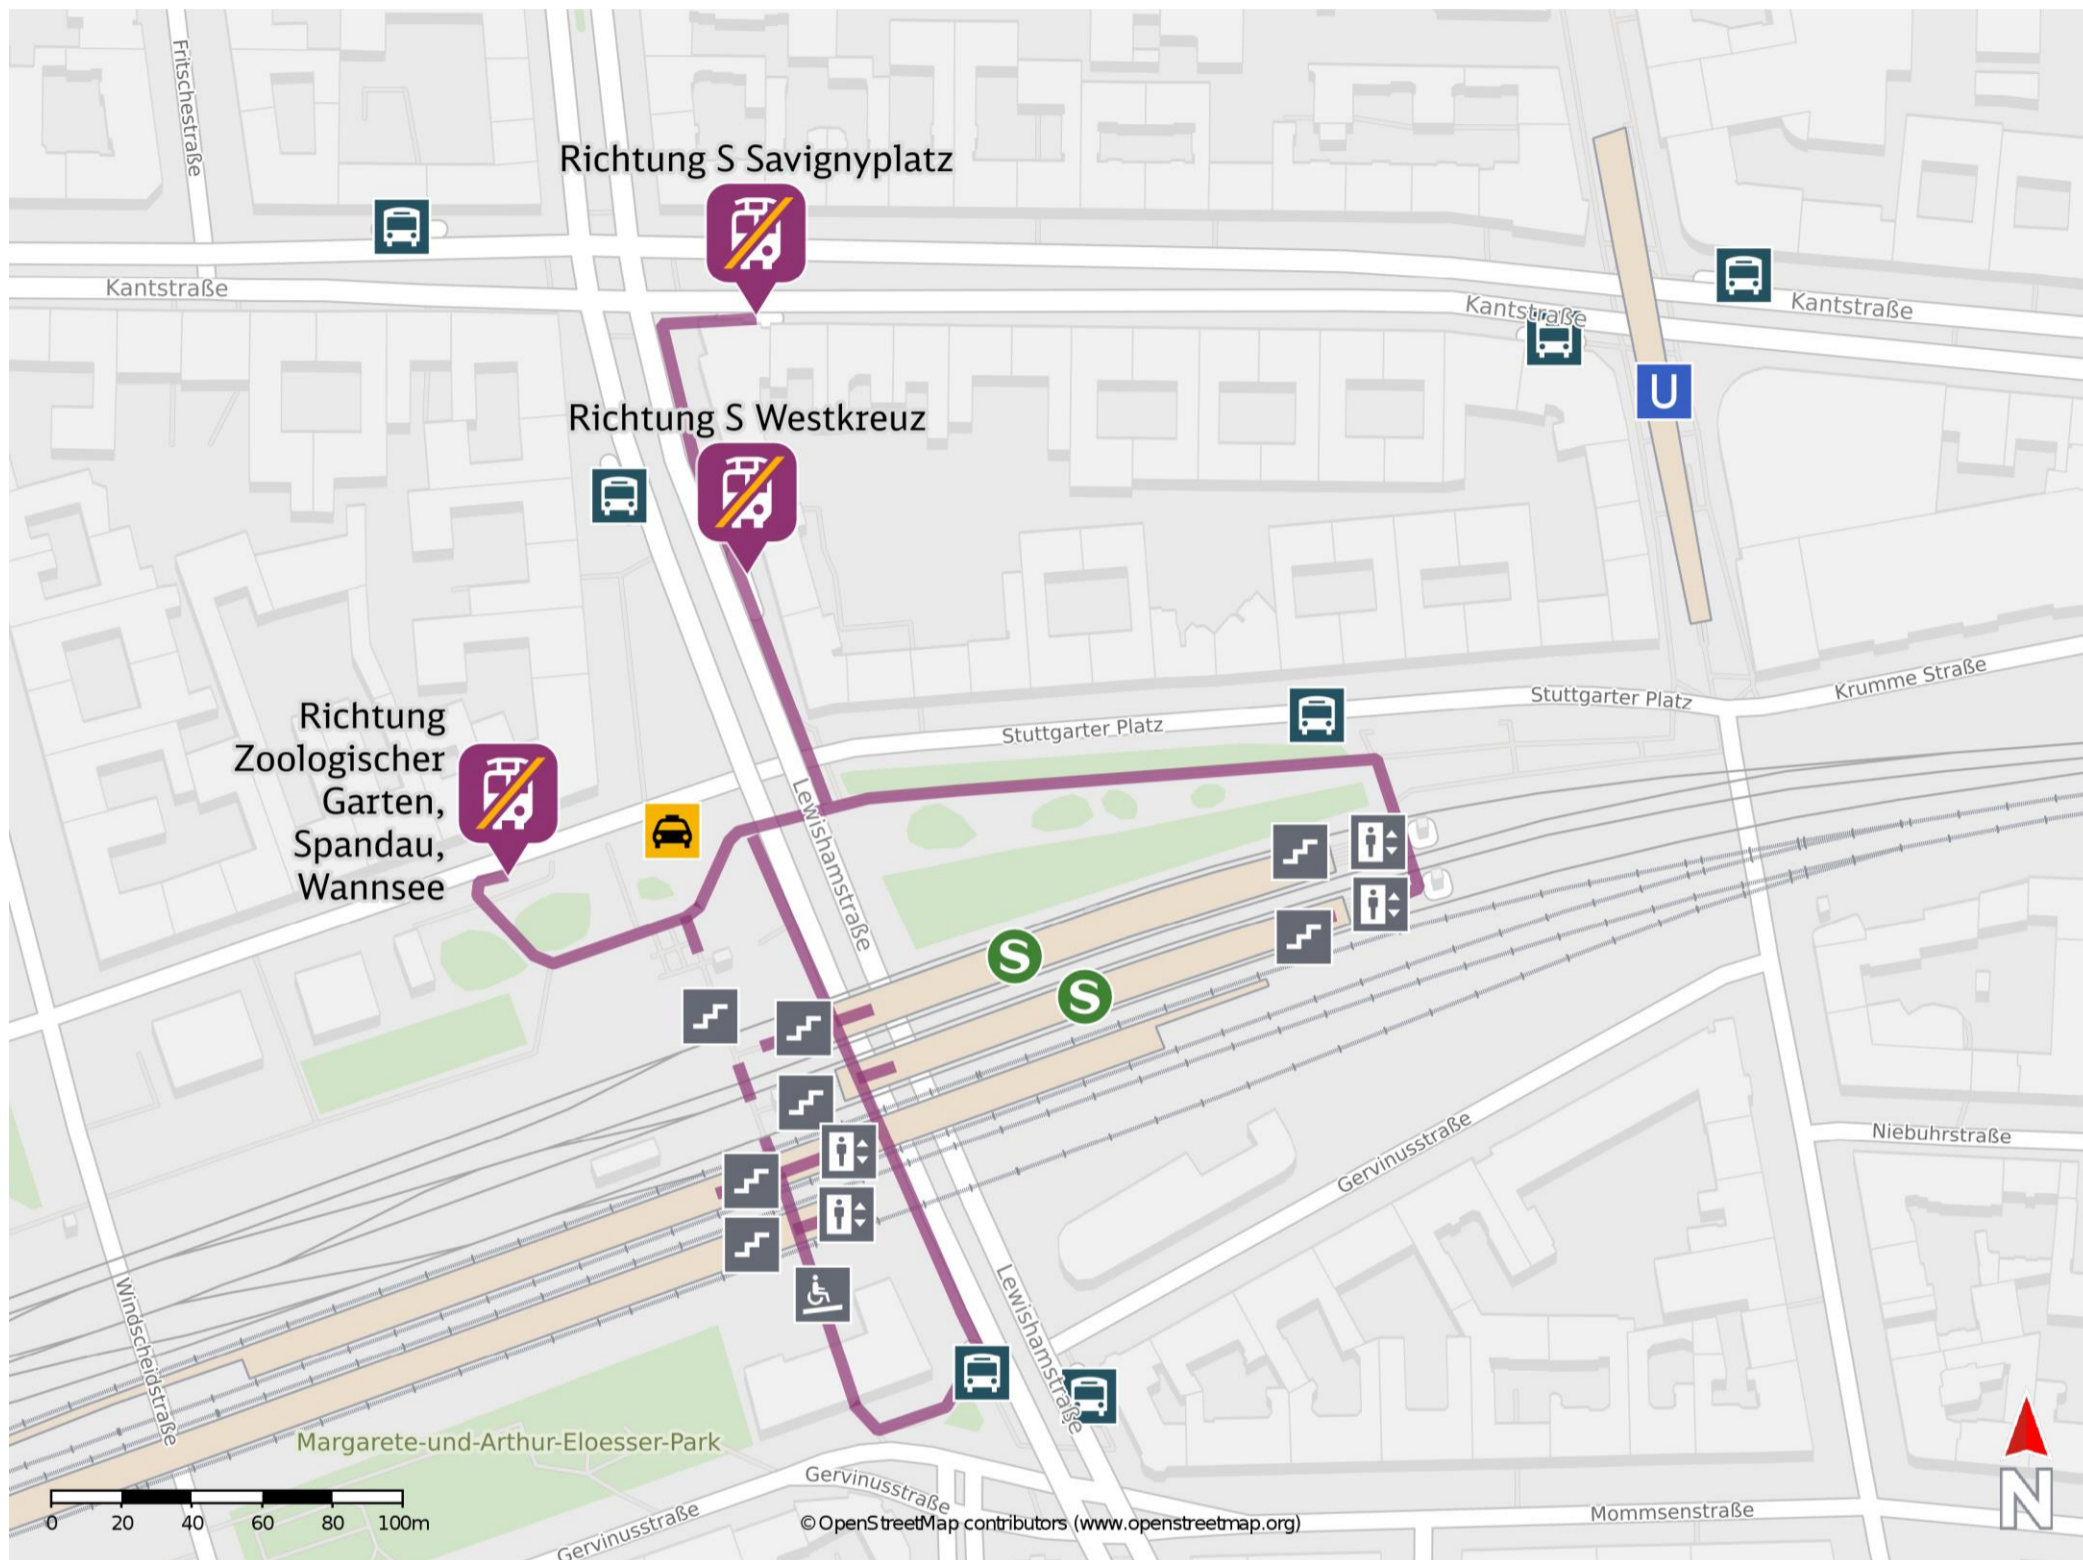 Fritschestraße
Richtung S Savignyplatz
Kantstraße
Kantstraße
Kantstraße
U
Richtung S Westkreuz
Stuttgarter Platz
Stuttgarter Platz
Krumme Straße
Richtung
Zoologischer
Garten,
Spandau,
Wannsee
Lewishamstraße
S
S
Gervinusstraße
Niebuhrstraße
Windscheidstraße
Lewishamstraße
Margarete-und-Arthur-Eloesser-Park
Gervinusstraße
Gervinusstraße
Mommsenstraße
0 20 40 60 80 100m
© OpenStreetMap contributors (www.openstreetmap.org)
N